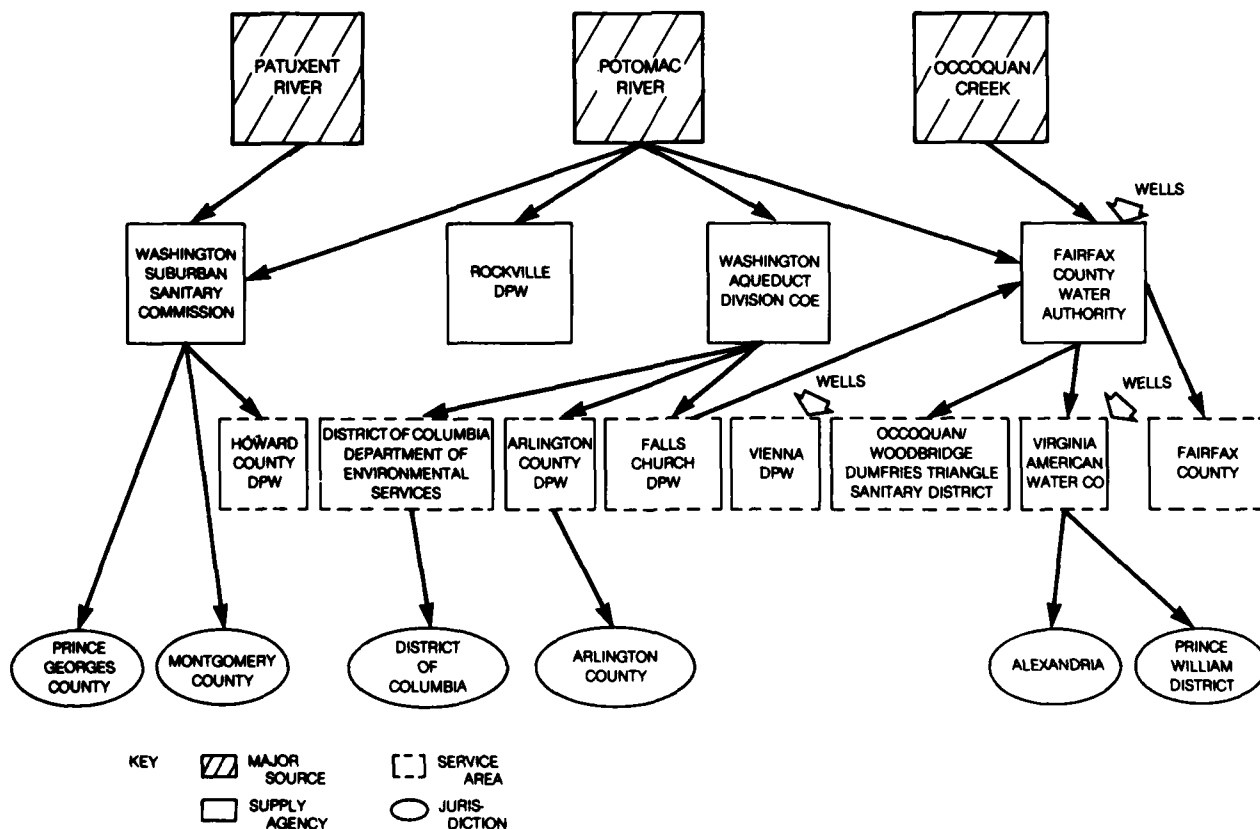 PATUXENT
RIVER
POTOMAC
RIVER
OCCOQUAN
CREEK
WELLS
WASHINGTON
SUBURBAN
SANITARY
COMMISSION
ROCKVILLE
DPW
WASHINGTON
AQUEDUCT
DIVISION COE
FAIRFAX
COUNTY
WATER
AUTHORITY
WELLS
WELLS
HOWARD
COUNTY
DPW
DISTRICT OF COLUMBIA
DEPARTMENT OF
ENVIRONMENTAL
SERVICES
ARLINGTON
COUNTY
DPW
FALLS
CHURCH
DPW
VIENNA
DPW
OCCOQUAN/
WOODBRIDGE
DUMFRIES TRIANGLE
SANITARY DISTRICT
VIRGINIA
AMERICAN
WATER CO
FAIRFAX
COUNTY
PRINCE
GEORGES
COUNTY
MONTGOMERY
COUNTY
DISTRICT
OF
COLUMBIA
ARLINGTON
COUNTY
ALEXANDRIA
PRINCE
WILLIAM
DISTRICT
KEY
MAJOR
SOURCE
SERVICE
AREA
SUPPLY
AGENCY
JURIS-
DICTION